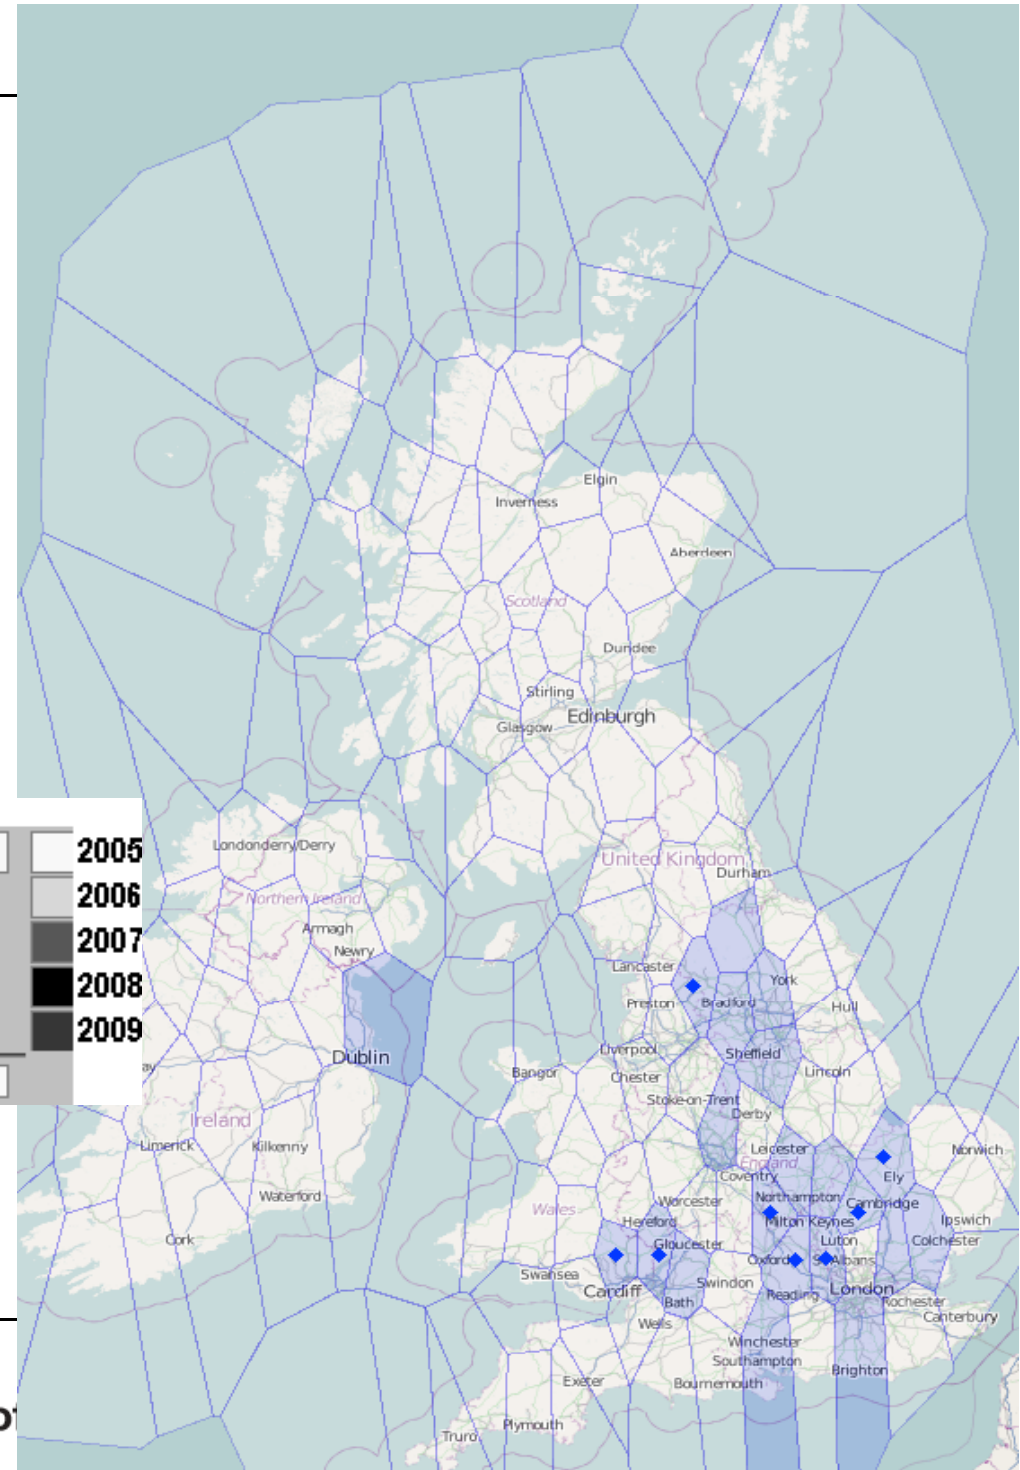 Elgin
Inverness
Aberdeen
Scotland
Dundee
Stirling
Edinburgh
Glasgow
2005
2006
2007
2008
2009
Londonderry/Derry
United Kingdom
Durham
Northern Ireland
Armagh
Newry
Lancaster
York
Preston
Bradford
Hull
Dublin
Liverpool
Sheffield
ay
Bangor
Chester
Lincoln
Stoke-on-Trent
Derby
Ireland
Limerick
Kilkenny
Leicester
Norwich
England
Coventry
Ely
Waterford
Worcester
Northampton
Cambridge
Wales
Hereford
Milton Keynes
Ipswich
Cork
Gloucester
Luton
Colchester
Oxford
St Albans
Swansea
Cardiff
Swindon
London
Reading
Bath
Rochester
Canterbury
Wells
Winchester
Southampton
Brighton
Exeter
Bournemouth
of
Plymouth
Truro